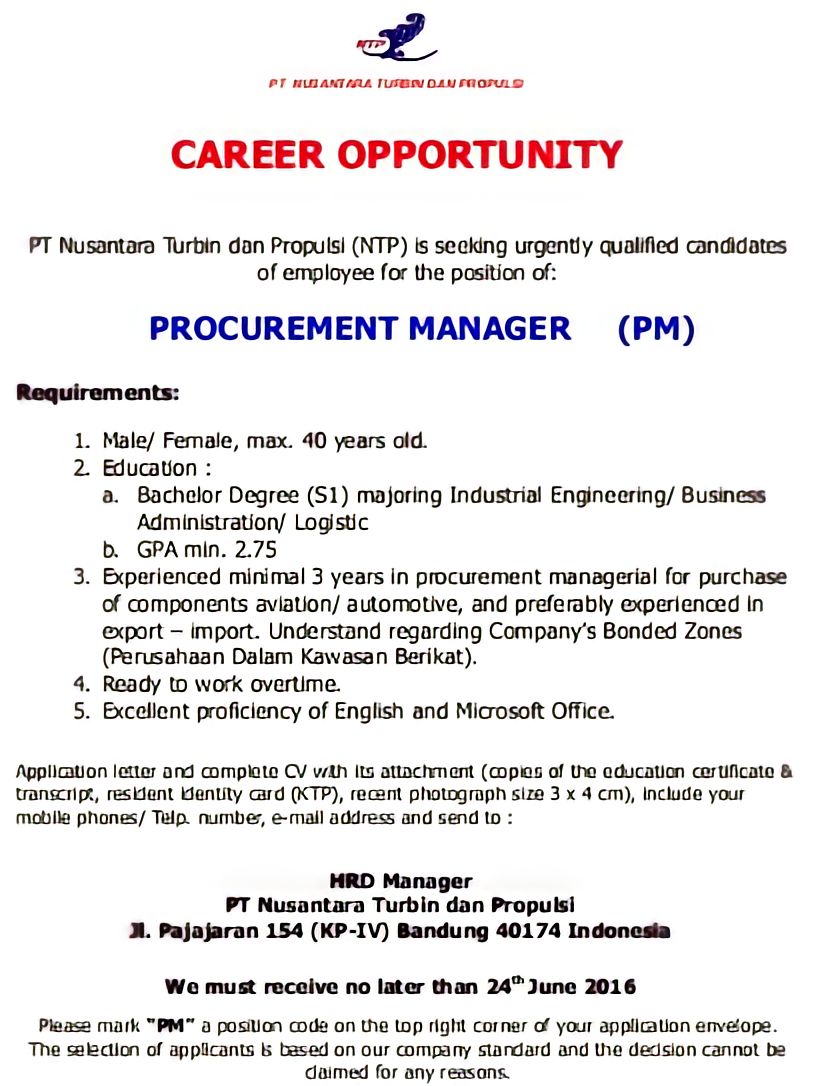 NTP
PT NUSANTARA TURBIN DAN PROPULSI
CAREER OPPORTUNITY
PT Nusantara Turbin dan Propulsi (NTP) is seeking urgently qualified candidates
of employee for the position of:
PROCUREMENT MANAGER (PM)
Requirements:
1. Male/ Female, max. 40 years old.
2. Education :
a. Bachelor Degree (S1) majoring Industrial Engineering/ Business
Administration/ Logistic
b. GPA min. 2.75
3. Experienced minimal 3 years in procurement managerial for purchase
of components aviation/ automotive, and preferably experienced in
export – import. Understand regarding Company's Bonded Zones
(Perusahaan Dalam Kawasan Berikat).
4. Ready to work overtime.
5. Excellent proficiency of English and Microsoft Office.
Application letter and complete CV with its attachment (copies of the education certificate &
transcript, resident identity card (KTP), recent photograph size 3 x 4 cm), include your
mobile phones/ Telp. number, e-mail address and send to :
HRD Manager
PT Nusantara Turbin dan Propulsi
Jl. Pajajaran 154 (KP-IV) Bandung 40174 Indonesia
We must receive no later than 24th June 2016
Please mark "PM" a position code on the top right corner of your application envelope.
The selection of applicants is based on our company standard and the decision cannot be
claimed for any reasons.